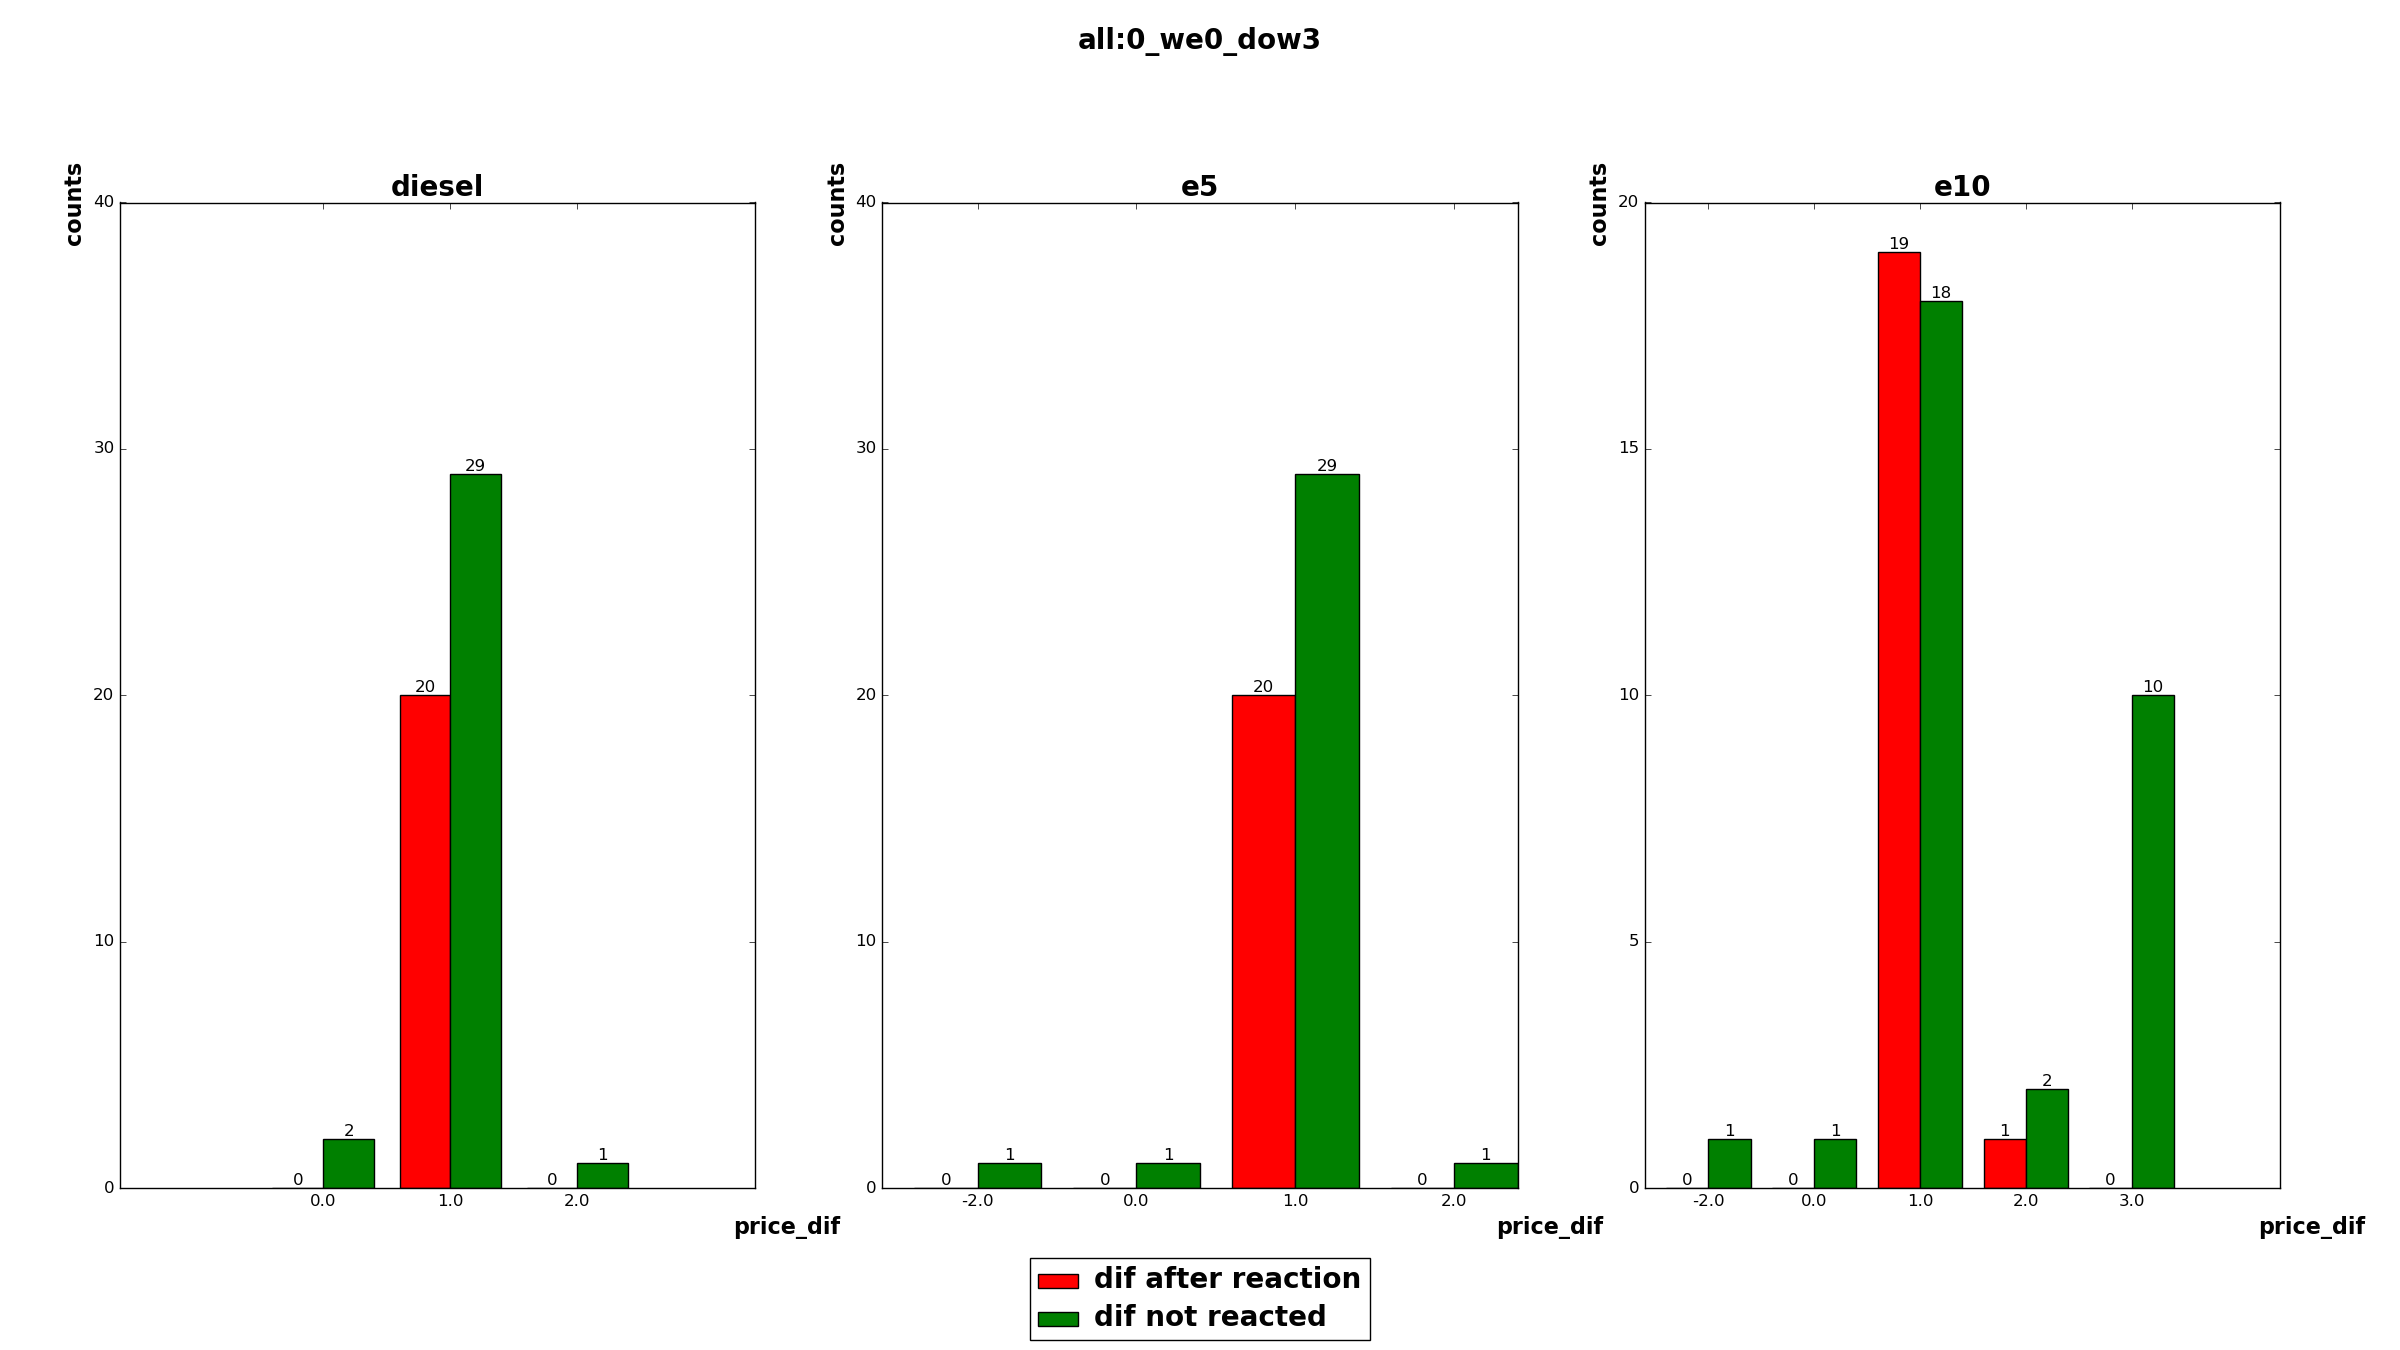 all:0_we0_dow3
diesel
counts
40
30
20
10
0
0 2 20 29 0 1
0.0 1.0 2.0
price_dif
e5
counts
40
30
20
10
0
0 1 0 1 20 29 0 1
-2.0 0.0 1.0 2.0
price_dif
e10
counts
20
15
10
5
0
0 1 0 1 19 18 1 2 0 10
-2.0 0.0 1.0 2.0 3.0
price_dif
dif after reaction
dif not reacted